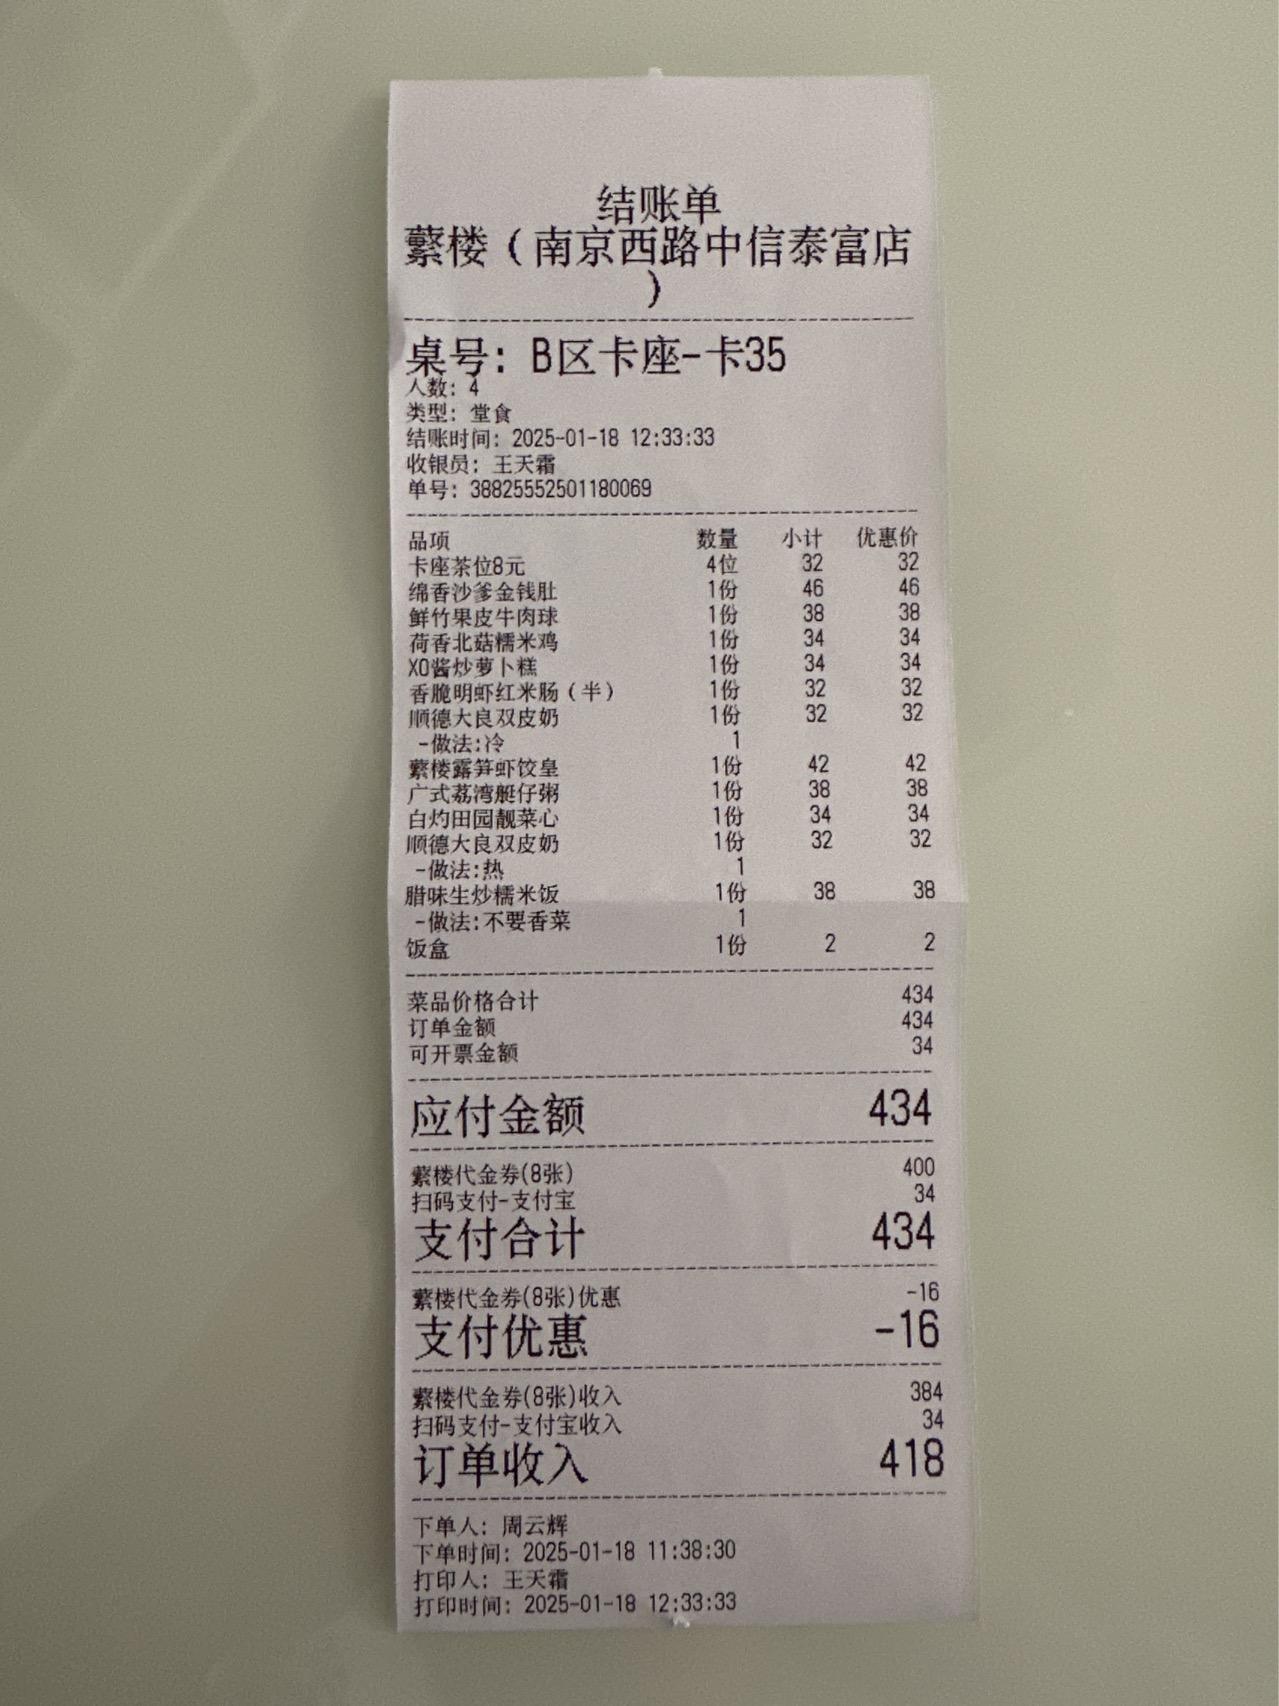 结账单
蘩楼（南京西路中信泰富店
）
桌号: B区卡座-卡35
人数: 4
类型: 堂食
结账时间: 2025-01-18 12:33:33
收银员: 王天霜
单号: 38825552501180069
品项 数量 小计 优惠价
卡座茶位8元 4位 32 32
绵香沙爹金钱肚 1份 46 46
鲜竹果皮牛肉球 1份 38 38
荷香北菇糯米鸡 1份 34 34
XO酱炒萝卜糕 1份 34 34
香脆明虾红米肠（半） 1份 32 32
顺德大良双皮奶 1份 32 32
-做法:冷 1
蘩楼露笋虾饺皇 1份 42 42
广式荔湾艇仔粥 1份 38 38
白灼田园靓菜心 1份 34 34
顺德大良双皮奶 1份 32 32
-做法:热 1
腊味生炒糯米饭 1份 38 38
-做法:不要香菜 1
饭盒 1份 2 2
菜品价格合计 434
订单金额 434
可开票金额 34
应付金额 434
蘩楼代金券(8张) 400
扫码支付-支付宝 34
支付合计 434
蘩楼代金券(8张)优惠 -16
支付优惠 -16
蘩楼代金券(8张)收入 384
扫码支付-支付宝收入 34
订单收入 418
下单人: 周云辉
下单时间: 2025-01-18 11:38:30
打印人: 王天霜
打印时间: 2025-01-18 12:33:33